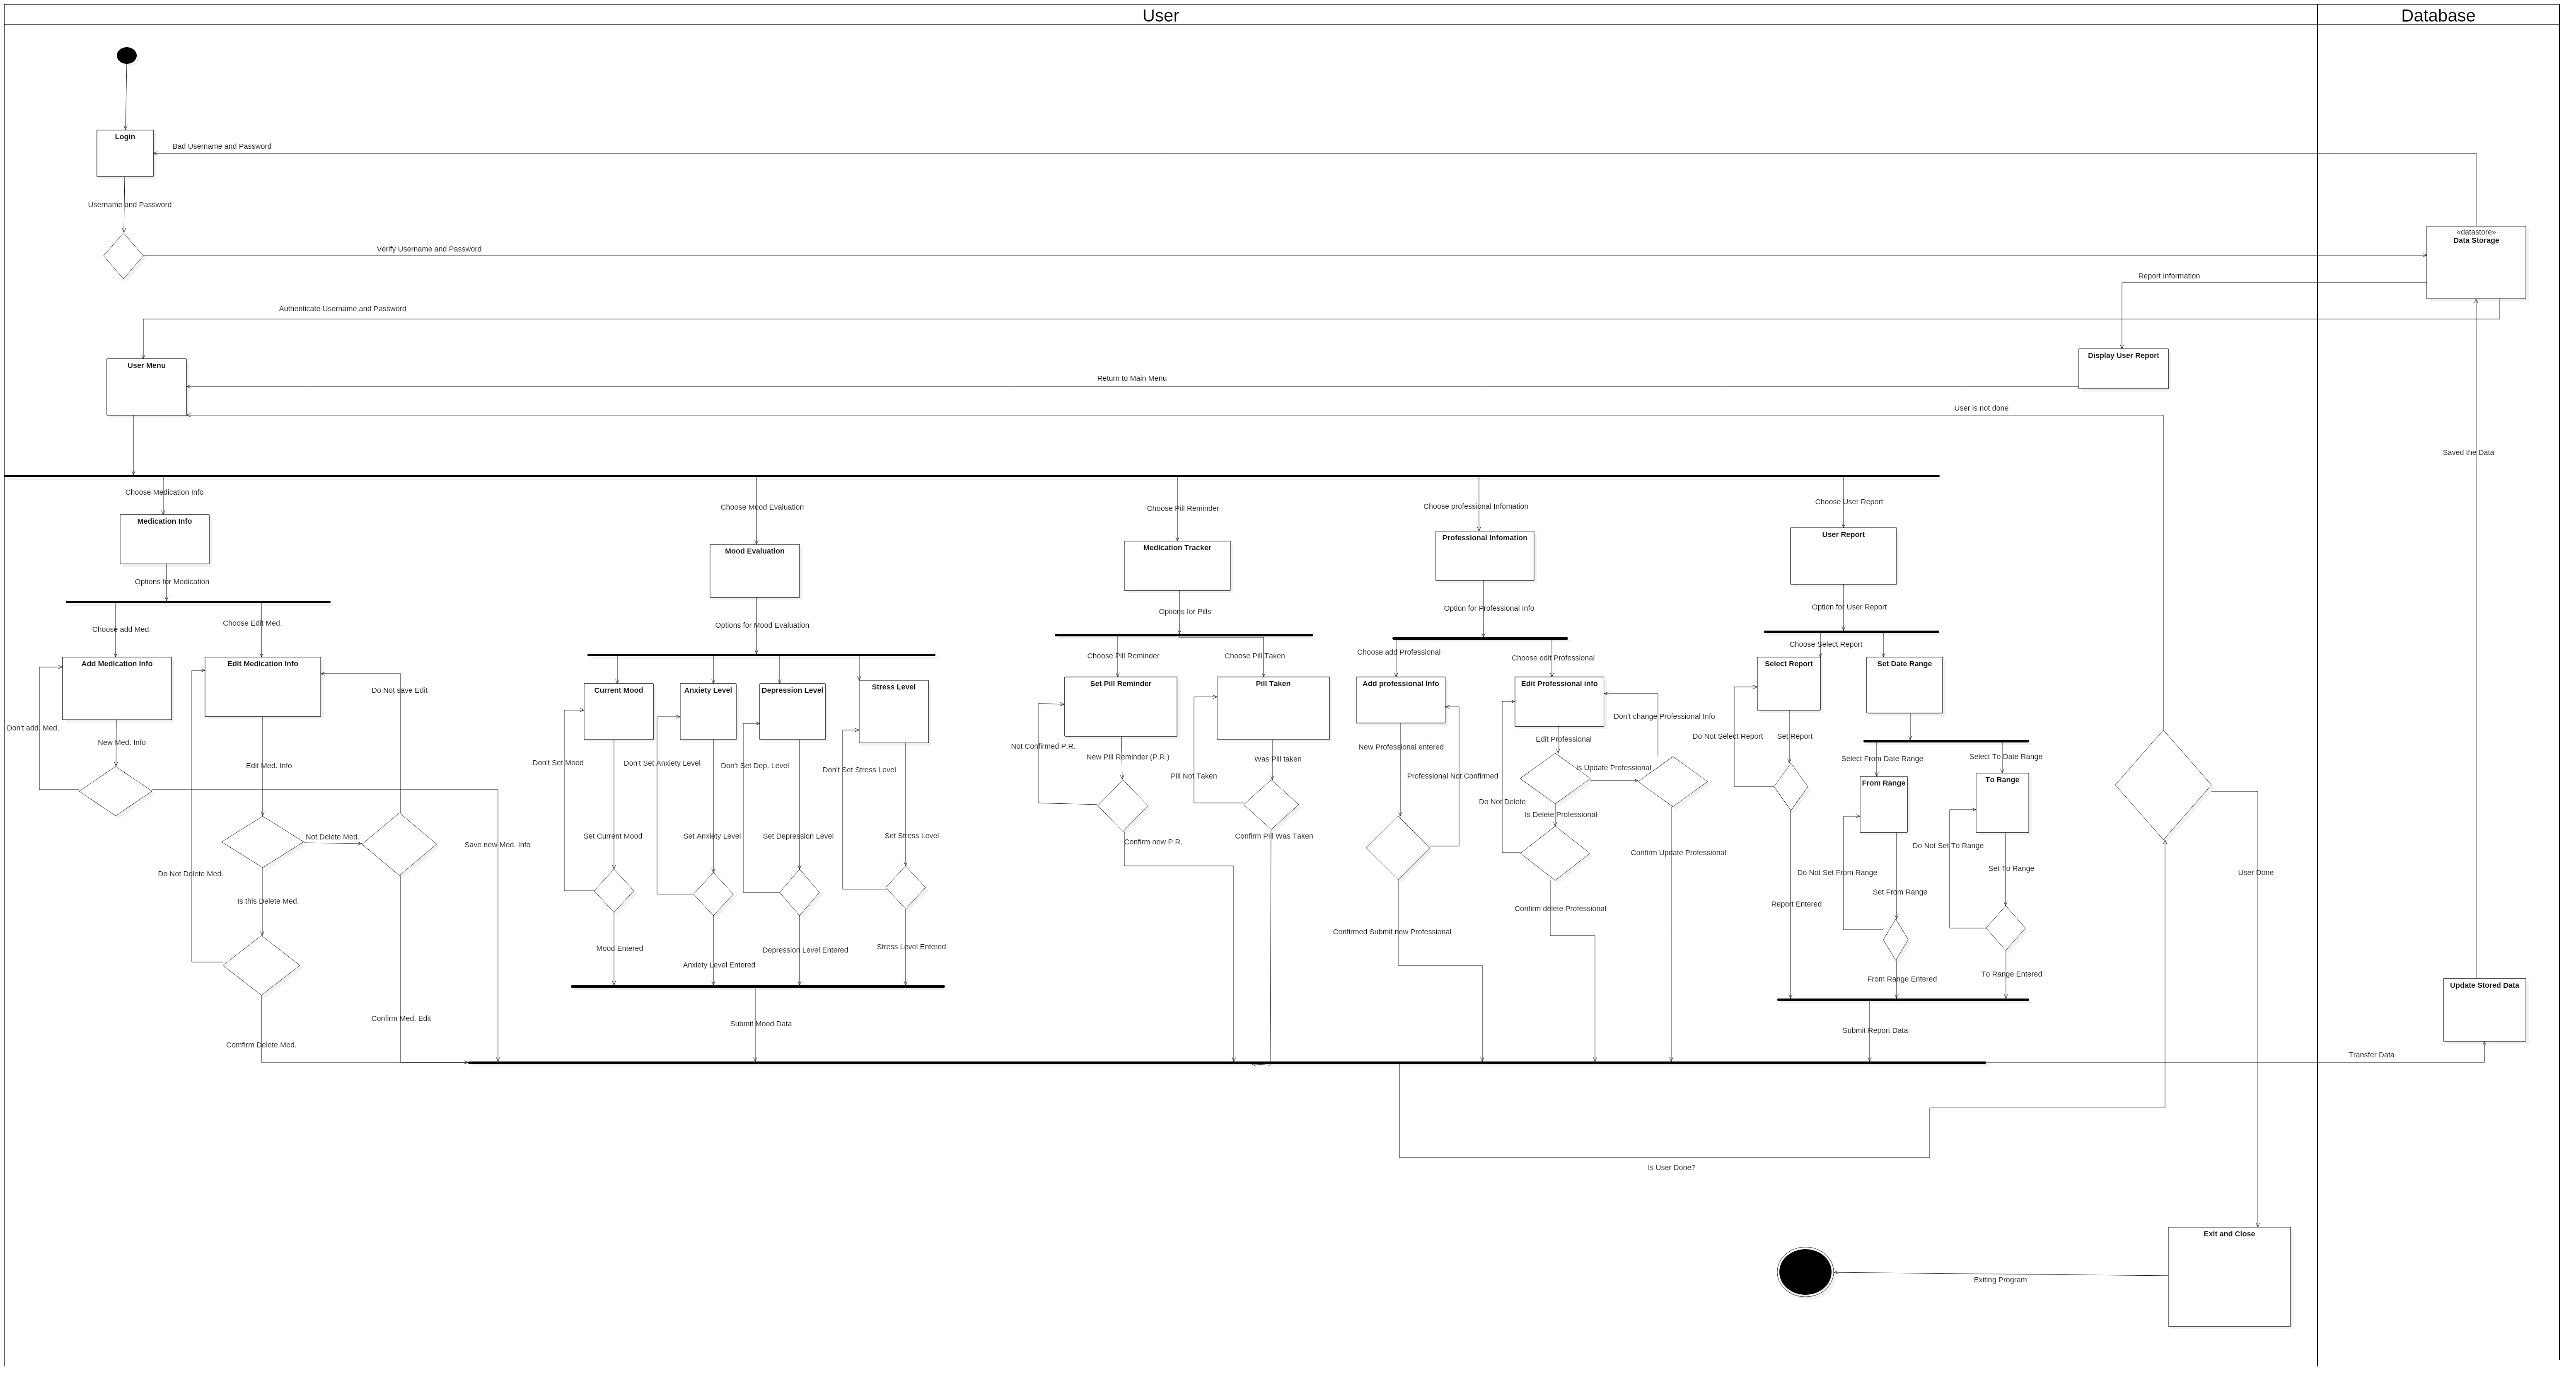 User
Database
Login
Bad Username and Password
Username and Password
Verify Username and Password
«datastore»
Data Storage
Report Information
Authenticate Username and Password
User Menu
Display User Report
Return to Main Menu
User is not done
Saved the Data
Choose Medication Info
Choose Mood Evaluation
Choose Pill Reminder
Choose professional Infomation
Choose User Report
Medication Info
Mood Evaluation
Medication Tracker
Professional Infomation
User Report
Options for Medication
Options for Mood Evaluation
Options for Pills
Option for Professional Info
Option for User Report
Choose add Med.
Choose Edit Med.
Choose Pill Reminder
Choose Pill Taken
Choose add Professional
Choose edit Professional
Choose Select Report
Add Medication Info
Edit Medication Info
Current Mood
Anxiety Level
Depression Level
Stress Level
Set Pill Reminder
Pill Taken
Add professional Info
Edit Professional info
Select Report
Set Date Range
Do Not save Edit
Don't add  Med.
New Med. Info
Edit Med. Info
Don't Set Mood
Don't Set Anxiety Level
Don't Set Dep. Level
Don't Set Stress Level
Not Confirmed P.R.
New Pill Reminder (P.R.)
Pill Not Taken
Was Pill taken
New Professional entered
Professional Not Confirmed
Edit Professional
Don't change Professional Info
Is Update Professional
Do Not Delete
Is Delete Professional
Do Not Select Report
Set Report
Select From Date Range
Select To Date Range
From Range
To Range
Not Delete Med.
Save new Med. Info
Set Current Mood
Set Anxiety Level
Set Depression Level
Set Stress Level
Confirm new P.R.
Confirm Pill Was Taken
Confirm Update Professional
Do Not Set To Range
Do Not Set From Range
Set To Range
Set From Range
User Done
Do Not Delete Med.
Is this Delete Med.
Mood Entered
Anxiety Level Entered
Depression Level Entered
Stress Level Entered
Confirmed Submit new Professional
Confirm delete Professional
Report Entered
From Range Entered
To Range Entered
Update Stored Data
Confirm Med. Edit
Comfirm Delete Med.
Submit Mood Data
Submit Report Data
Transfer Data
Is User Done?
Exit and Close
Exiting Program